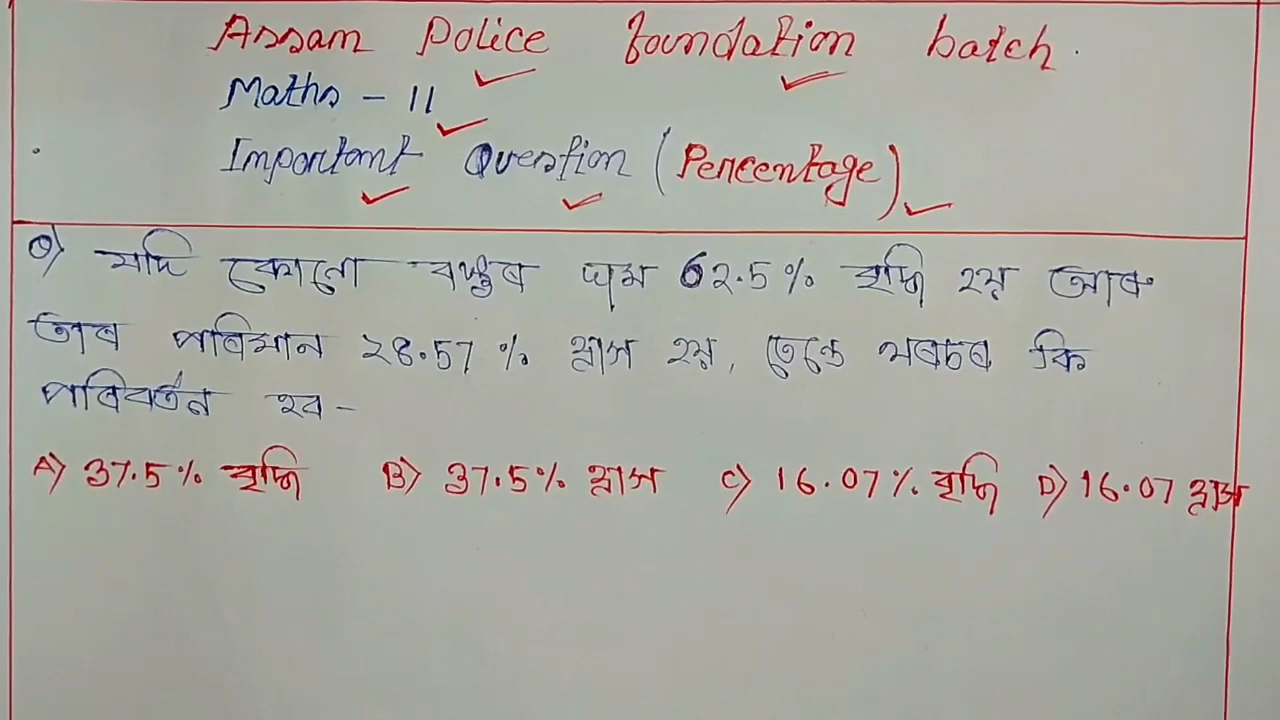 Assam Police foundation batch.
Maths - 11
Important Question (Percentage)
Q) যদি কোনো বস্তুৰ দাম 62.5% বৃদ্ধি হয় আৰু
তাৰ পৰিমান 28.57% হ্ৰাস হয়, তেন্তে খৰচৰ কি
পৰিবৰ্তন হব -
A) 37.5% বৃদ্ধি B) 37.5% হ্ৰাস C) 16.07% বৃদ্ধি D) 16.07 হ্ৰাস